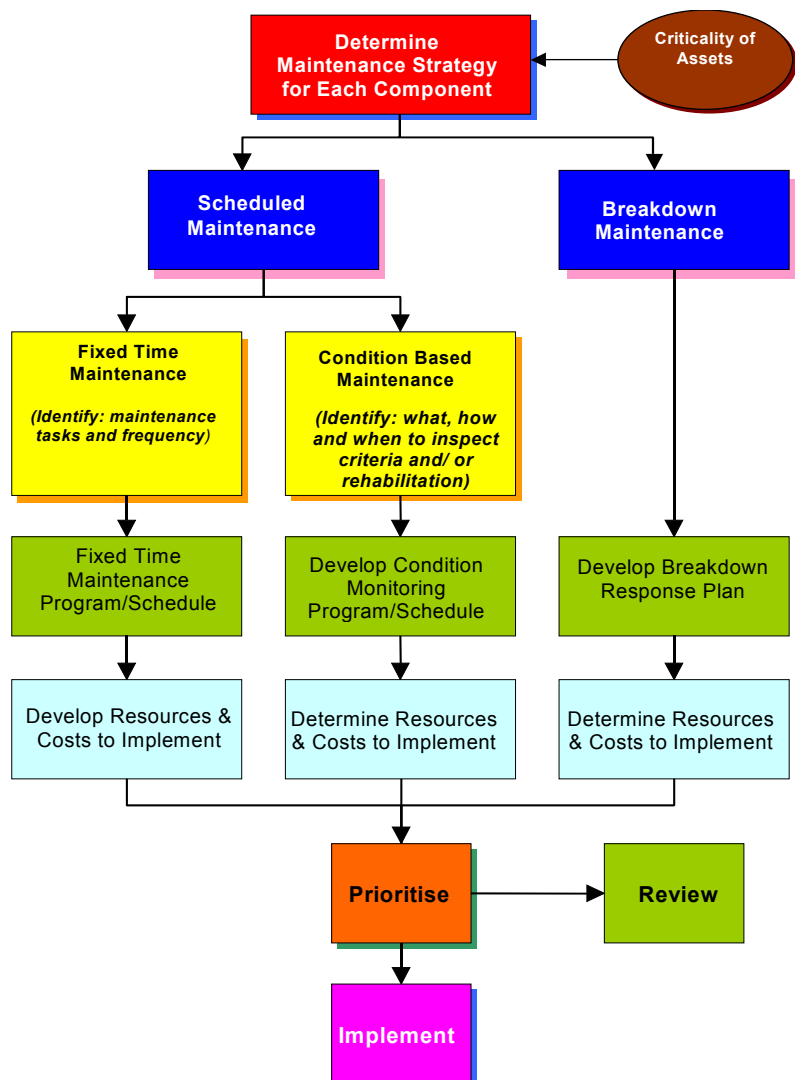 Determine
Maintenance Strategy
for Each Component
Criticality of
Assets
Scheduled
Maintenance
Breakdown
Maintenance
Fixed Time
Maintenance
(Identify: maintenance
tasks and frequency)
Condition Based
Maintenance
(Identify: what, how
and when to inspect
criteria and/ or
rehabilitation)
Fixed Time
Maintenance
Program/Schedule
Develop Condition
Monitoring
Program/Schedule
Develop Breakdown
Response Plan
Develop Resources &
Costs to Implement
Determine Resources
& Costs to Implement
Determine Resources
& Costs to Implement
Prioritise
Review
Implement